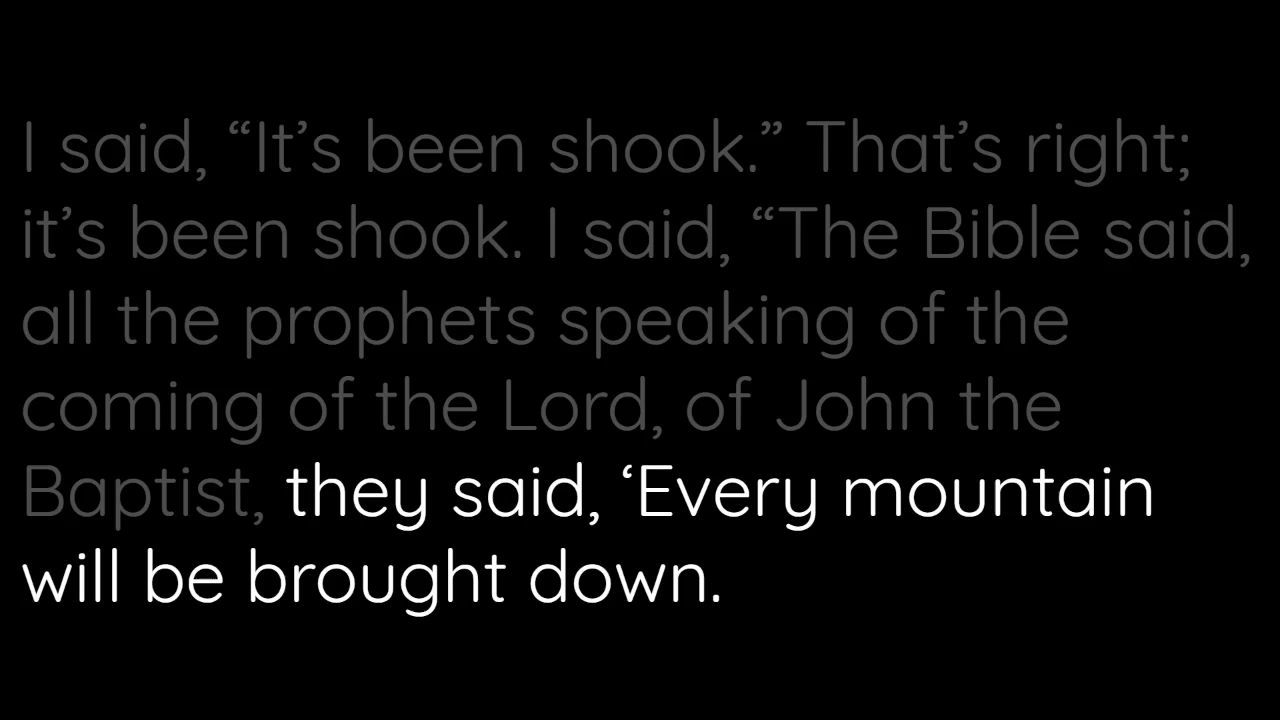 I said, “It’s been shook.” That’s right;
it’s been shook. I said, “The Bible said,
all the prophets speaking of the
coming of the Lord, of John the
Baptist, they said, ‘Every mountain
will be brought down.